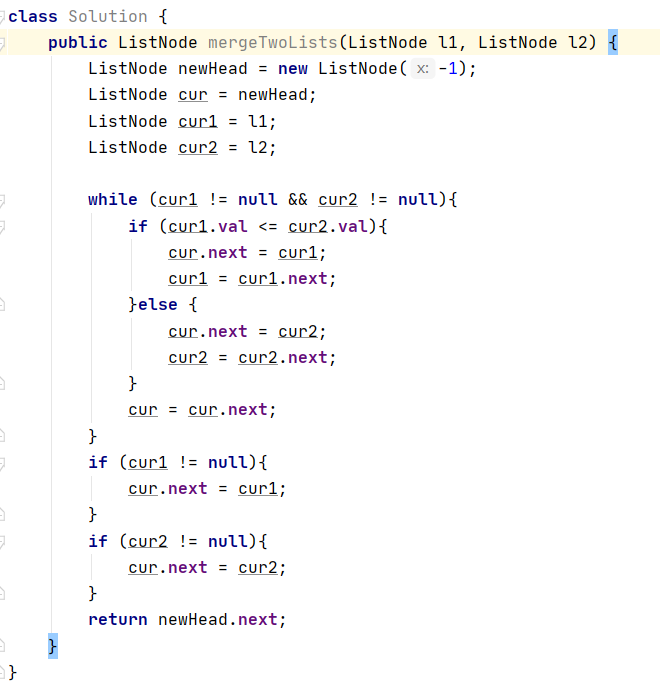 class Solution {
    public ListNode mergeTwoLists(ListNode l1, ListNode l2) {
        ListNode newHead = new ListNode( x: -1);
        ListNode cur = newHead;
        ListNode cur1 = l1;
        ListNode cur2 = l2;

        while (cur1 != null && cur2 != null){
            if (cur1.val <= cur2.val){
                cur.next = cur1;
                cur1 = cur1.next;
            }else {
                cur.next = cur2;
                cur2 = cur2.next;
            }
            cur = cur.next;
        }
        if (cur1 != null){
            cur.next = cur1;
        }
        if (cur2 != null){
            cur.next = cur2;
        }
        return newHead.next;
    }
}